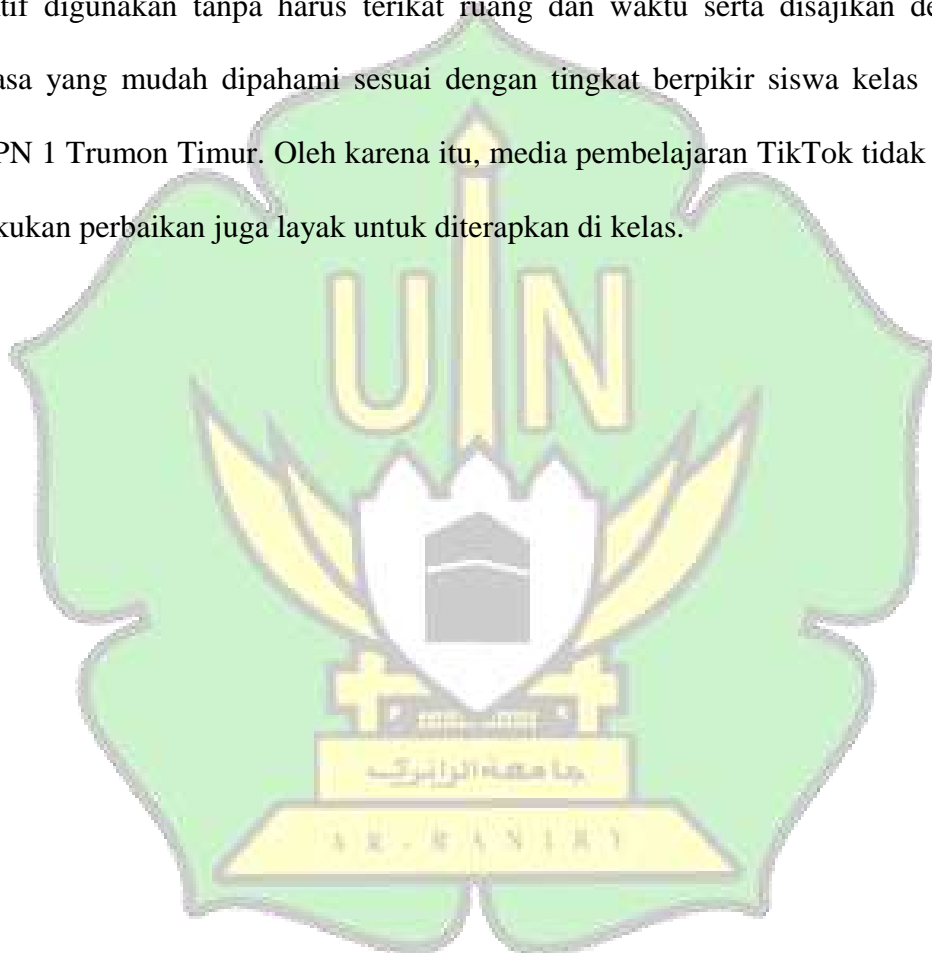 tif digunakan tanpa harus terikat ruang dan waktu serta disajikan de
asa yang mudah dipahami sesuai dengan tingkat berpikir siswa kelas
PN 1 Trumon Timur. Oleh karena itu, media pembelajaran TikTok tidak
kukan perbaikan juga layak untuk diterapkan di kelas.
UIN
جامعة الرانري
AR-RANIRY